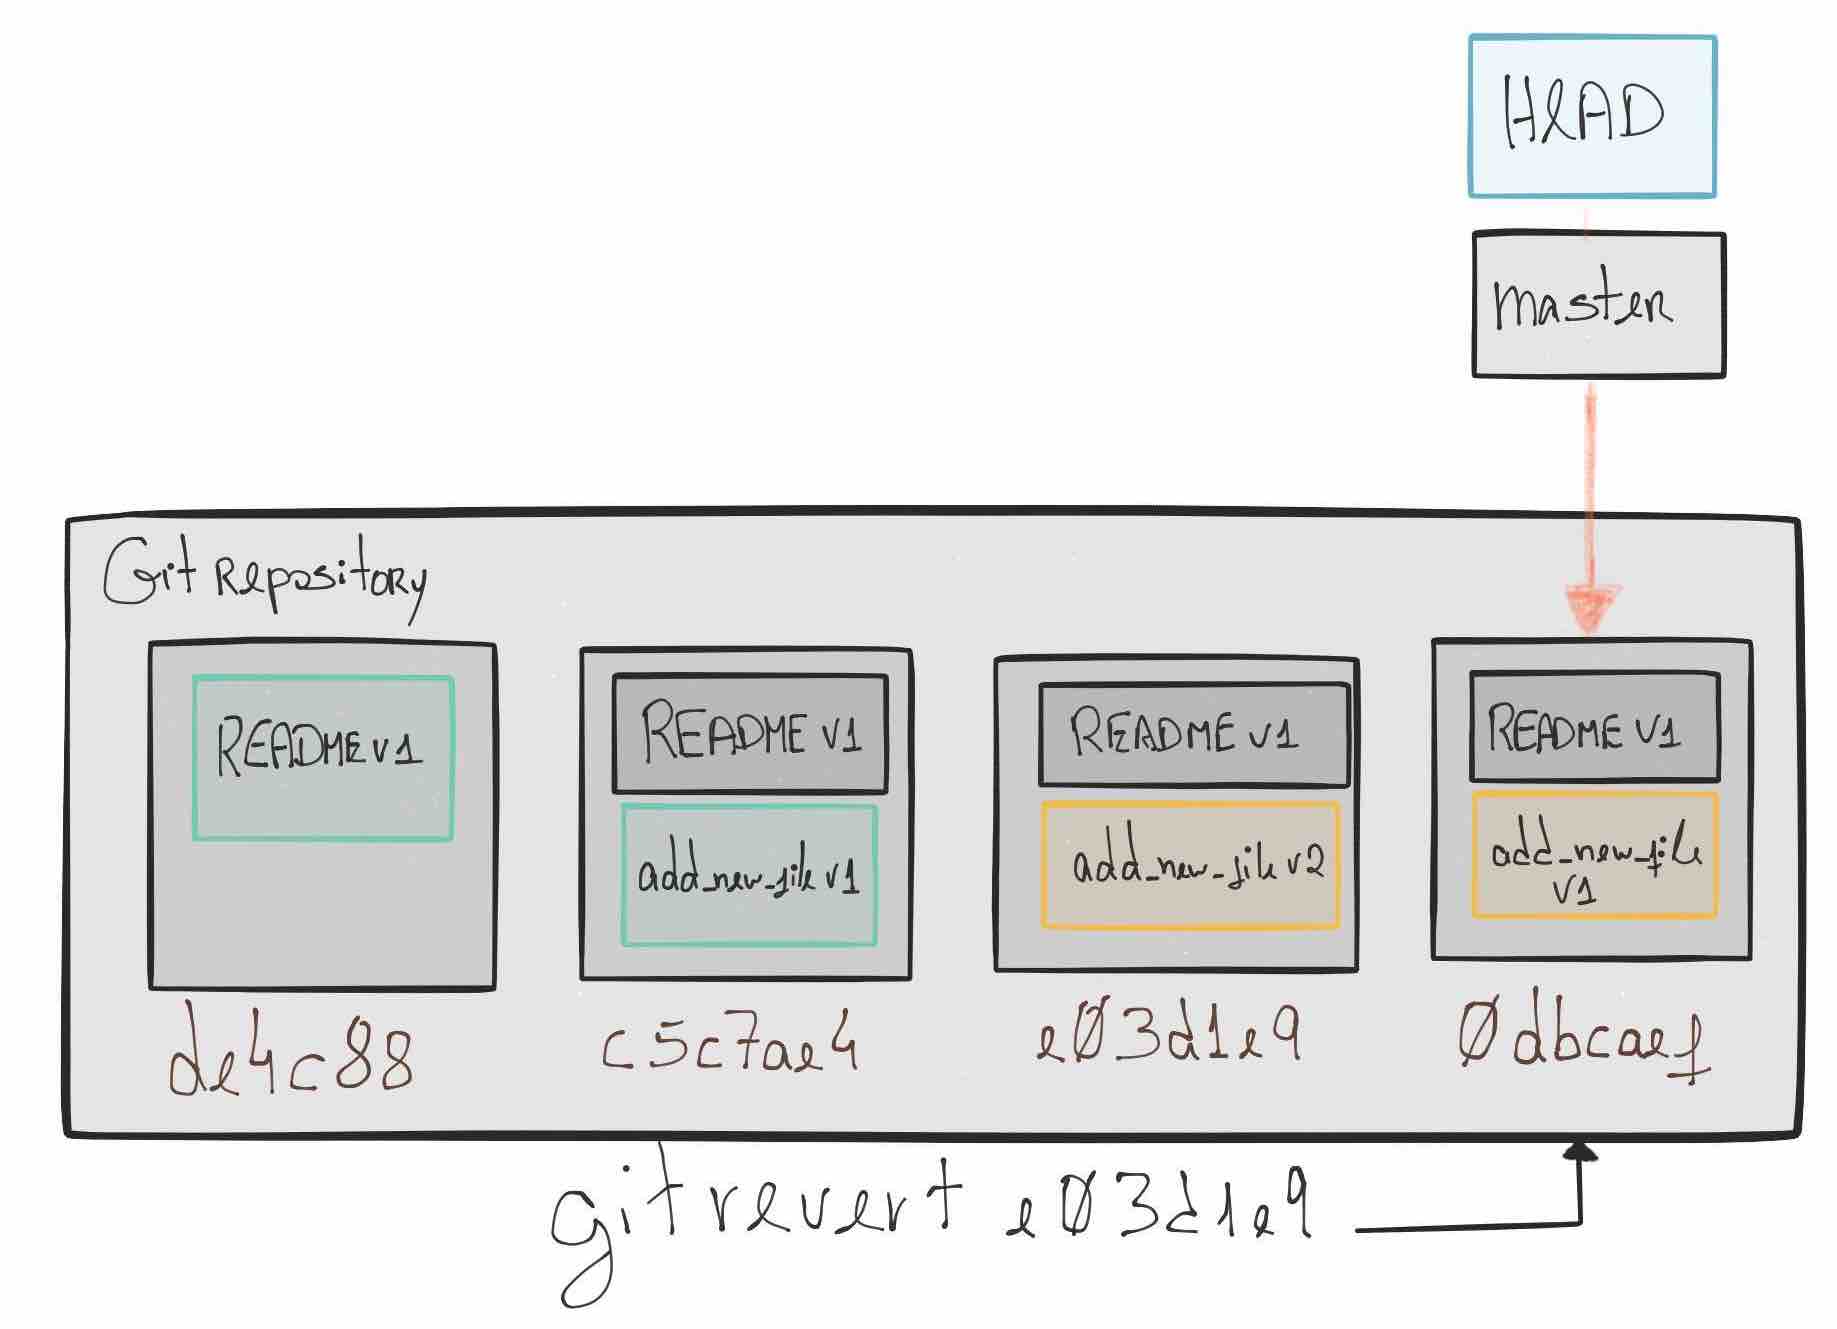 HEAD
master
Git Repository
README v1
README v1
add_new_file v1
README v1
add_new_file v2
README v1
add_new_file
v1
de4c88
c5c7ae4
e03d1e9
0dbcaef
git revert e03d1e9